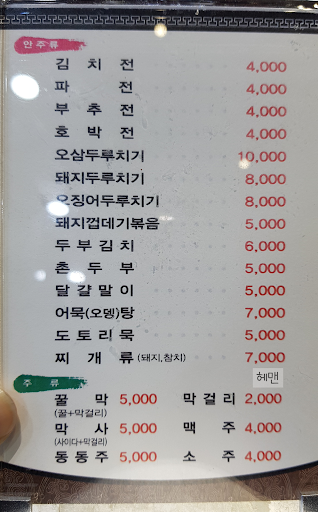 안주류
김치전 4,000
파전 4,000
부추전 4,000
호박전 4,000
오삼두루치기 10,000
돼지두루치기 8,000
오징어두루치기 8,000
돼지껍데기볶음 5,000
두부김치 6,000
촌두부 5,000
달걀말이 5,000
어묵(오뎅)탕 7,000
도토리묵 5,000
찌개류(돼지,참치) 7,000
헤맨
주류
꿀막 5,000 막걸리 2,000
(꿀+막걸리)
막사 5,000 맥주 4,000
(사이다+막걸리)
동동주 5,000 소주 4,000